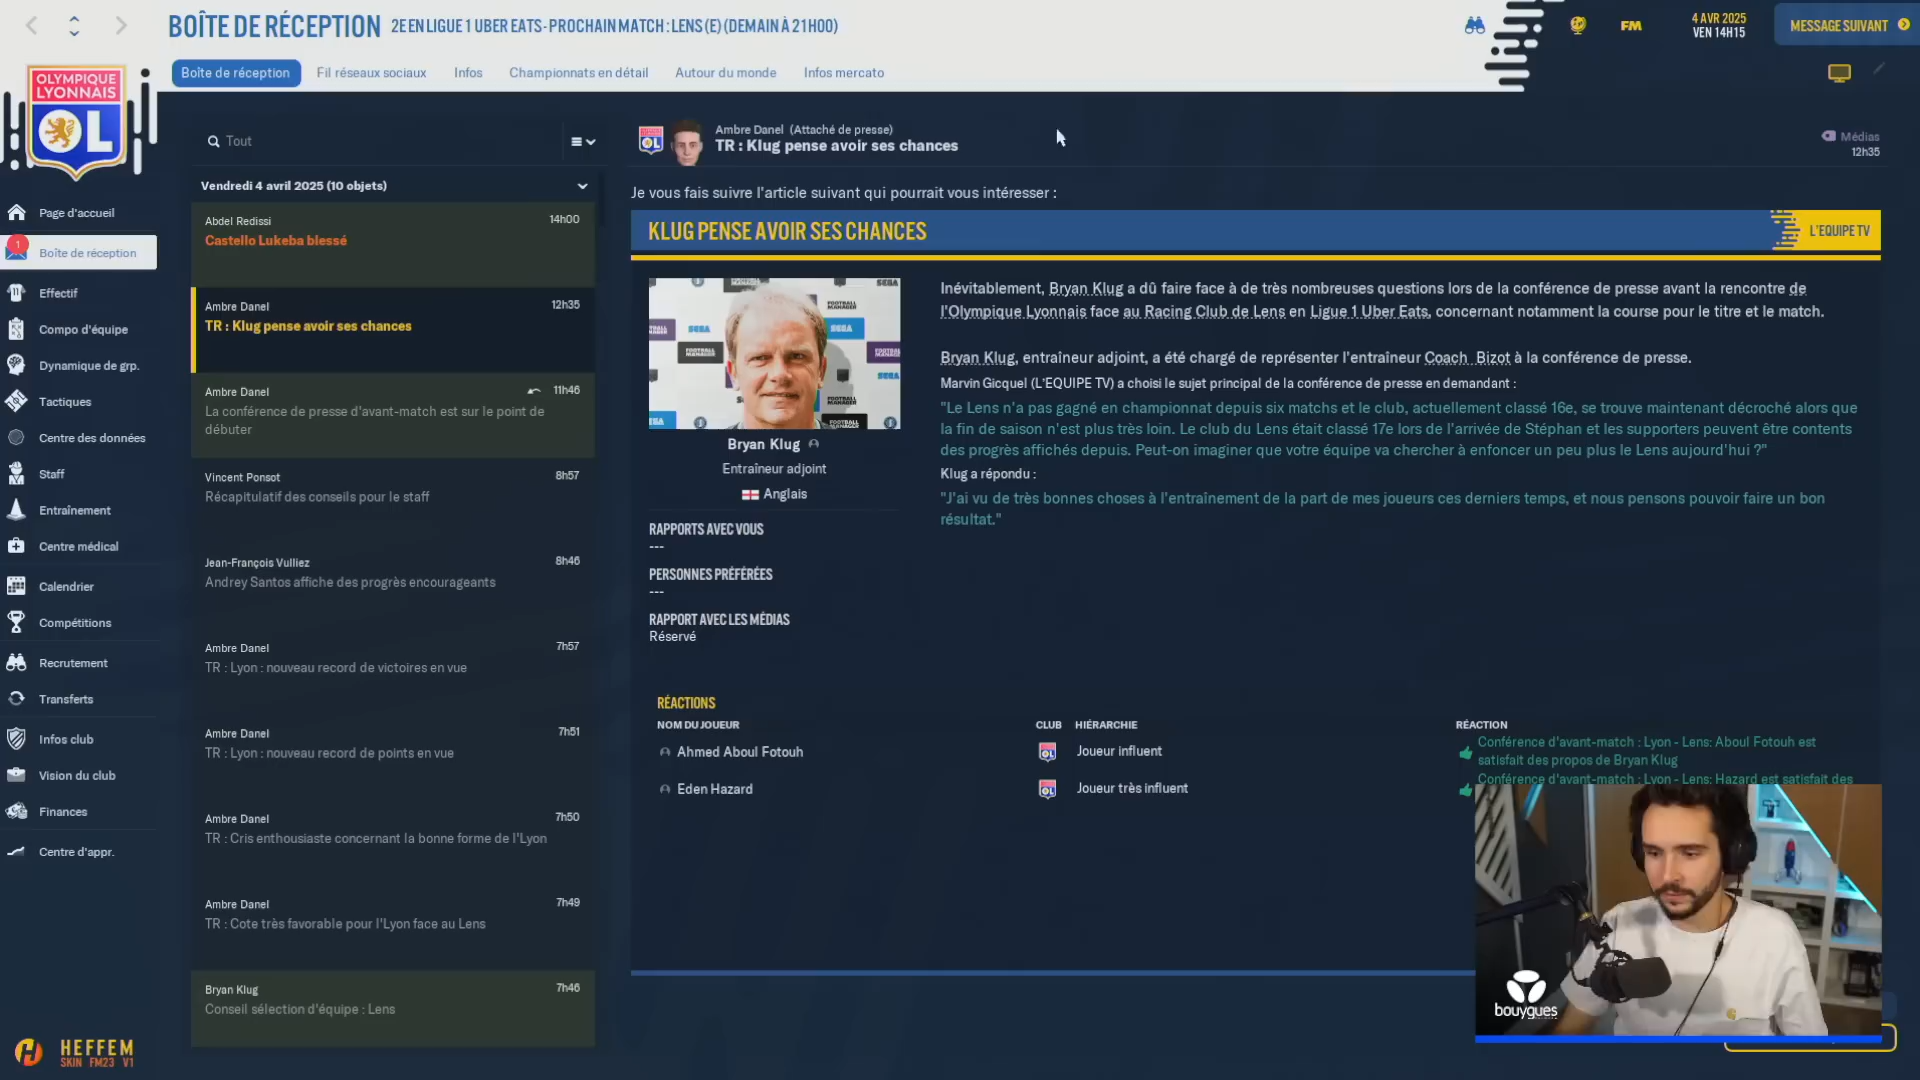 BOÎTE DE RÉCEPTION
2E EN LIGUE 1 UBER EATS - PROCHAIN MATCH : LENS (E) (DEMAIN À 21H00)
FM
4 AVR 2025
VEN 14H15
MESSAGE SUIVANT
Boîte de réception
Fil réseaux sociaux
Infos
Championnats en détail
Autour du monde
Infos mercato
OLYMPIQUE
LYONNAIS
OL
Page d'accueil
1
Boîte de réception
Effectif
Compo d'équipe
Dynamique de grp.
Tactiques
Centre des données
Staff
Entraînement
Centre médical
Calendrier
Compétitions
Recrutement
Transferts
Infos club
Vision du club
Finances
Centre d'appr.
HEFFEM
SKIN FM23 V1
Tout
Vendredi 4 avril 2025 (10 objets)
Abdel Redissi
14h00
Castello Lukeba blessé
Ambre Danel
12h35
TR : Klug pense avoir ses chances
Ambre Danel
11h46
La conférence de presse d'avant-match est sur le point de
débuter
Vincent Ponsot
8h57
Récapitulatif des conseils pour le staff
Jean-François Vulliez
8h46
Andrey Santos affiche des progrès encourageants
Ambre Danel
7h57
TR : Lyon : nouveau record de victoires en vue
Ambre Danel
7h51
TR : Lyon : nouveau record de points en vue
Ambre Danel
7h50
TR : Cris enthousiaste concernant la bonne forme de l'Lyon
Ambre Danel
7h49
TR : Cote très favorable pour l'Lyon face au Lens
Bryan Klug
7h46
Conseil sélection d'équipe : Lens
Ambre Danel (Attaché de presse)
TR : Klug pense avoir ses chances
Médias
12h35
Je vous fais suivre l'article suivant qui pourrait vous intéresser :
KLUG PENSE AVOIR SES CHANCES
L'EQUIPE TV
FOOTBALL MANAGER
SEGA
Bryan Klug
Entraîneur adjoint
Anglais
RAPPORTS AVEC VOUS
---
PERSONNES PRÉFÉRÉES
---
RAPPORT AVEC LES MÉDIAS
Réservé
Inévitablement, Bryan Klug a dû faire face à de très nombreuses questions lors de la conférence de presse avant la rencontre de
l'Olympique Lyonnais face au Racing Club de Lens en Ligue 1 Uber Eats, concernant notamment la course pour le titre et le match.
Bryan Klug, entraîneur adjoint, a été chargé de représenter l'entraîneur Coach Bizot à la conférence de presse.
Marvin Gicquel (L'EQUIPE TV) a choisi le sujet principal de la conférence de presse en demandant :
"Le Lens n'a pas gagné en championnat depuis six matchs et le club, actuellement classé 16e, se trouve maintenant décroché alors que
la fin de saison n'est plus très loin. Le club du Lens était classé 17e lors de l'arrivée de Stéphan et les supporters peuvent être contents
des progrès affichés depuis. Peut-on imaginer que votre équipe va chercher à enfoncer un peu plus le Lens aujourd'hui ?"
Klug a répondu :
"J'ai vu de très bonnes choses à l'entraînement de la part de mes joueurs ces derniers temps, et nous pensons pouvoir faire un bon
résultat."
RÉACTIONS
NOM DU JOUEUR
CLUB
HIÉRARCHIE
RÉACTION
Ahmed Aboul Fotouh
Joueur influent
Conférence d'avant-match : Lyon - Lens: Aboul Fotouh est
satisfait des propos de Bryan Klug
Eden Hazard
Joueur très influent
Conférence d'avant-match : Lyon - Lens: Hazard est satisfait des
bouygues